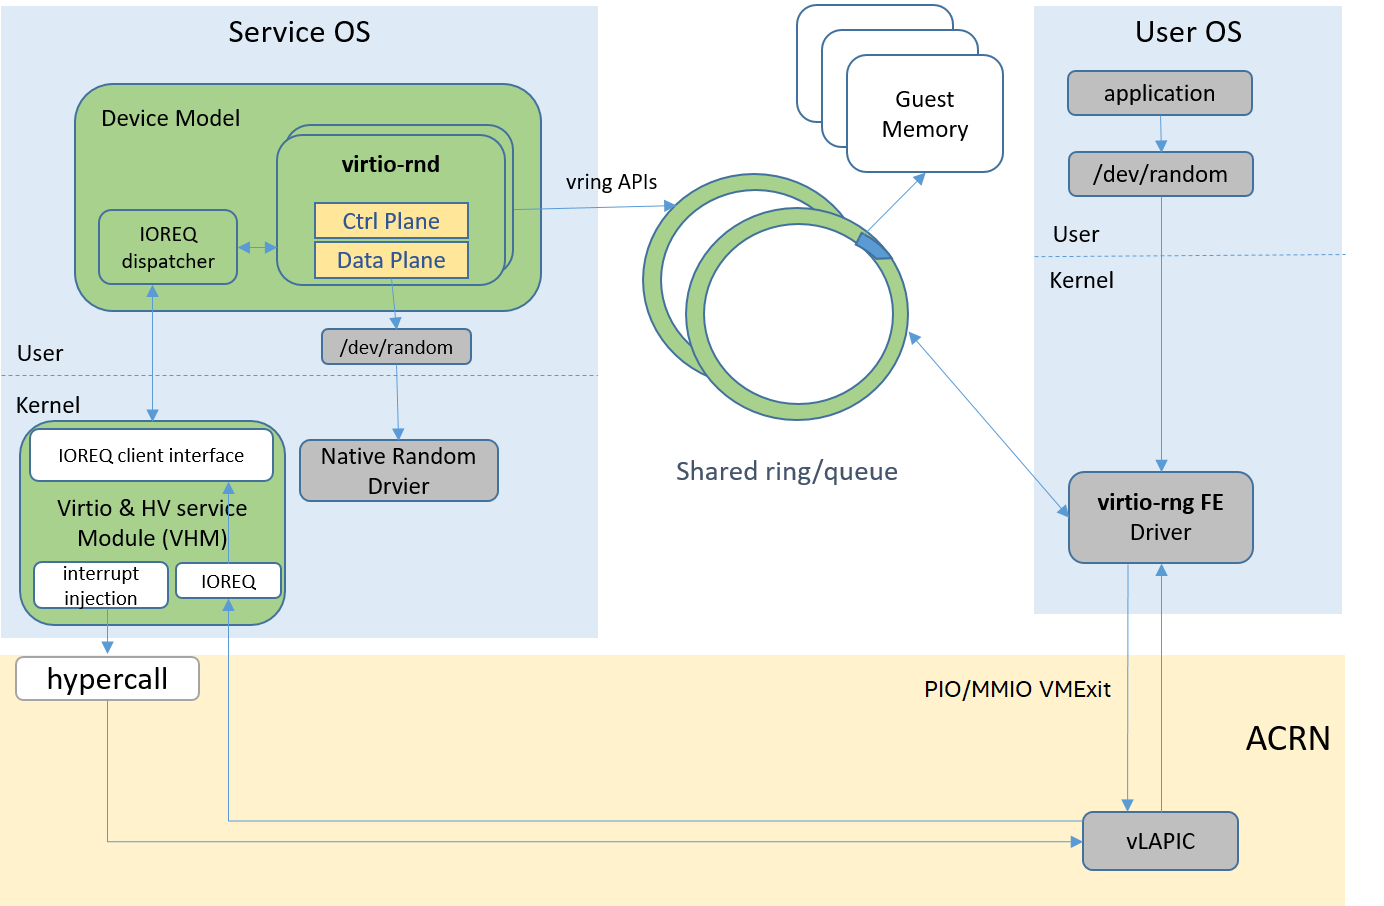 Service OS
Device Model
virtio-rnd
Ctrl Plane
Data Plane
IOREQ
dispatcher
/dev/random
User
Kernel
IOREQ client interface
Virtio & HV service
Module (VHM)
interrupt
injection
IOREQ
Native Random
Drvier
hypercall
vring APIs
Guest
Memory
Shared ring/queue
User OS
application
/dev/random
User
Kernel
virtio-rng FE
Driver
PIO/MMIO VMExit
ACRN
vLAPIC